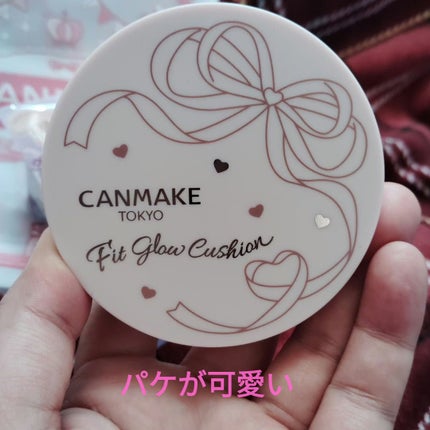 CANMAKE
TOKYO
Fit Glow Cushion
パケが可愛い